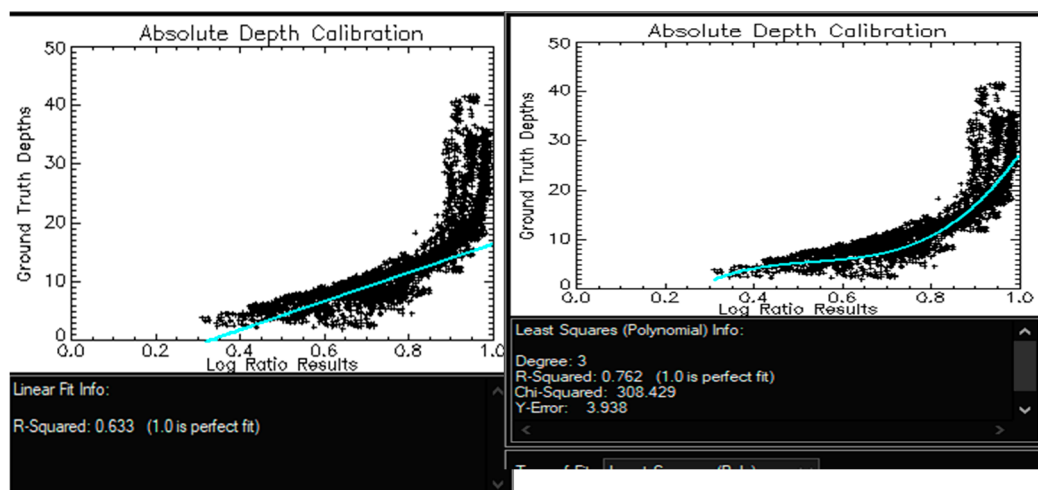 Absolute Depth Calibration
50
40
30
20
10
0
Ground Truth Depths
0.0 0.2 0.4 0.6 0.8 1.0
Log Ratio Results
Linear Fit Info:
R-Squared: 0.633 (1.0 is perfect fit)
Absolute Depth Calibration
50
40
30
20
10
0
Ground Truth Depths
0.0 0.2 0.4 0.6 0.8 1.0
Log Ratio Results
Least Squares (Polynomial) Info:
Degree: 3
R-Squared: 0.762 (1.0 is perfect fit)
Chi-Squared: 308.429
Y-Error: 3.938